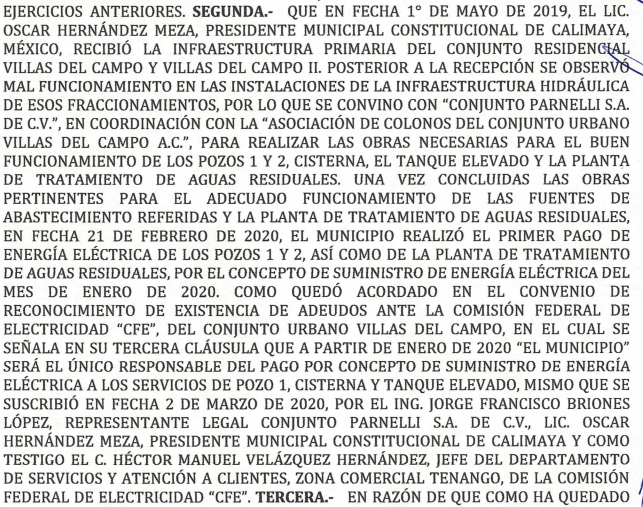 EJERCICIOS ANTERIORES. SEGUNDA.- QUE EN FECHA 1° DE MAYO DE 2019, EL LIC.
OSCAR HERNÁNDEZ MEZA, PRESIDENTE MUNICIPAL CONSTITUCIONAL DE CALIMAYA,
MÉXICO, RECIBIÓ LA INFRAESTRUCTURA PRIMARIA DEL CONJUNTO RESIDENCIAL
VILLAS DEL CAMPO Y VILLAS DEL CAMPO II. POSTERIOR A LA RECEPCIÓN SE OBSERVÓ
MAL FUNCIONAMIENTO EN LAS INSTALACIONES DE LA INFRAESTRUCTURA HIDRÁULICA
DE ESOS FRACCIONAMIENTOS, POR LO QUE SE CONVINO CON “CONJUNTO PARNELLI S.A.
DE C.V.”, EN COORDINACIÓN CON LA “ASOCIACIÓN DE COLONOS DEL CONJUNTO URBANO
VILLAS DEL CAMPO A.C.”, PARA REALIZAR LAS OBRAS NECESARIAS PARA EL BUEN
FUNCIONAMIENTO DE LOS POZOS 1 Y 2, CISTERNA, EL TANQUE ELEVADO Y LA PLANTA
DE TRATAMIENTO DE AGUAS RESIDUALES. UNA VEZ CONCLUIDAS LAS OBRAS
PERTINENTES PARA EL ADECUADO FUNCIONAMIENTO DE LAS FUENTES DE
ABASTECIMIENTO REFERIDAS Y LA PLANTA DE TRATAMIENTO DE AGUAS RESIDUALES,
EN FECHA 21 DE FEBRERO DE 2020, EL MUNICIPIO REALIZÓ EL PRIMER PAGO DE
ENERGÍA ELÉCTRICA DE LOS POZOS 1 Y 2, ASÍ COMO DE LA PLANTA DE TRATAMIENTO
DE AGUAS RESIDUALES, POR EL CONCEPTO DE SUMINISTRO DE ENERGÍA ELÉCTRICA DEL
MES DE ENERO DE 2020. COMO QUEDÓ ACORDADO EN EL CONVENIO DE
RECONOCIMIENTO DE EXISTENCIA DE ADEUDOS ANTE LA COMISIÓN FEDERAL DE
ELECTRICIDAD “CFE”, DEL CONJUNTO URBANO VILLAS DEL CAMPO, EN EL CUAL SE
SEÑALA EN SU TERCERA CLÁUSULA QUE A PARTIR DE ENERO DE 2020 “EL MUNICIPIO”
SERÁ EL ÚNICO RESPONSABLE DEL PAGO POR CONCEPTO DE SUMINISTRO DE ENERGÍA
ELÉCTRICA A LOS SERVICIOS DE POZO 1, CISTERNA Y TANQUE ELEVADO, MISMO QUE SE
SUSCRIBIÓ EN FECHA 2 DE MARZO DE 2020, POR EL ING. JORGE FRANCISCO BRIONES
LÓPEZ, REPRESENTANTE LEGAL CONJUNTO PARNELLI S.A. DE C.V., LIC. OSCAR
HERNÁNDEZ MEZA, PRESIDENTE MUNICIPAL CONSTITUCIONAL DE CALIMAYA Y COMO
TESTIGO EL C. HÉCTOR MANUEL VELÁZQUEZ HERNÁNDEZ, JEFE DEL DEPARTAMENTO
DE SERVICIOS Y ATENCIÓN A CLIENTES, ZONA COMERCIAL TENANGO, DE LA COMISIÓN
FEDERAL DE ELECTRICIDAD “CFE”. TERCERA.- EN RAZÓN DE QUE COMO HA QUEDADO